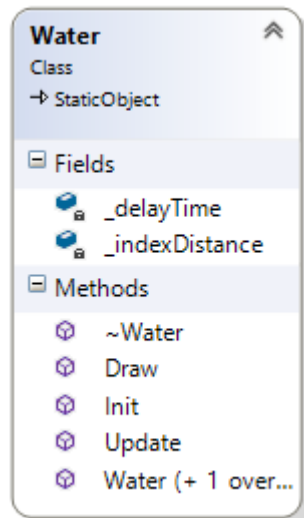 Water
Class
StaticObject
Fields
_delayTime
_indexDistance
Methods
~Water
Draw
Init
Update
Water (+ 1 over...